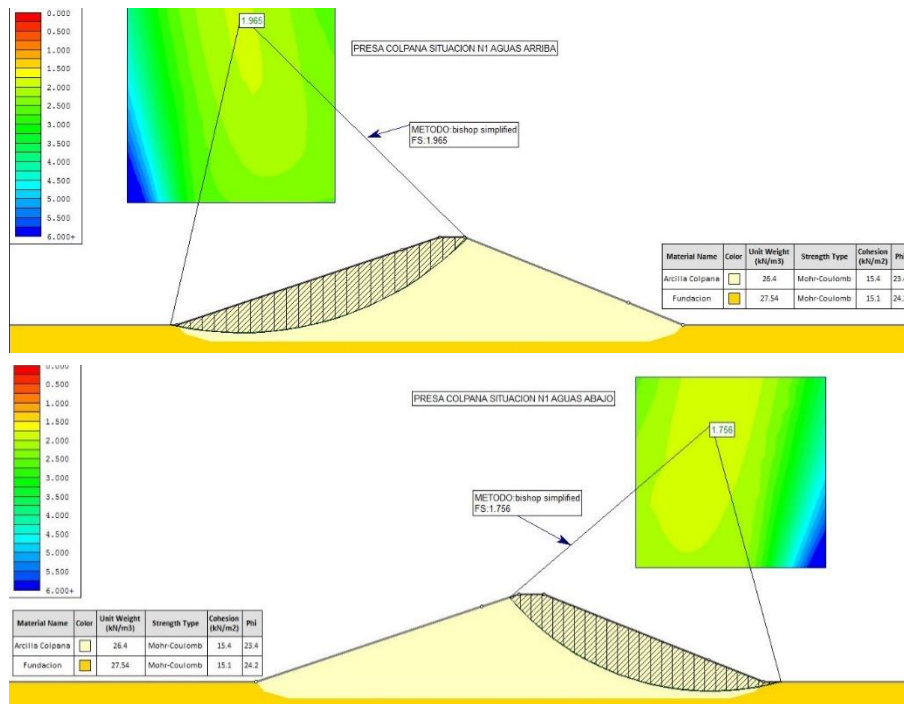 0.000
0.500
1.000
1.500
2.000
2.500
3.000
3.500
4.000
4.500
5.000
5.500
6.000+
1.965
PRESA COLPANA SITUACION N1 AGUAS ARRIBA
METODO:bishop simplified
FS:1.965
Material Name Color Unit Weight (kN/m3) Strength Type Cohesion (kN/m2) Phi
Arcilla Colpana 26.4 Mohr-Coulomb 15.4
Fundacion 27.54 Mohr-Coulomb 15.1
0.000
0.500
1.000
1.500
2.000
2.500
3.000
3.500
4.000
4.500
5.000
5.500
6.000+
PRESA COLPANA SITUACION N1 AGUAS ABAJO
1.756
METODO:bishop simplified
FS:1.756
Material Name Color Unit Weight (kN/m3) Strength Type Cohesion (kN/m2) Phi
Arcilla Colpana 26.4 Mohr-Coulomb 15.4 23.4
Fundacion 27.54 Mohr-Coulomb 15.1 24.2